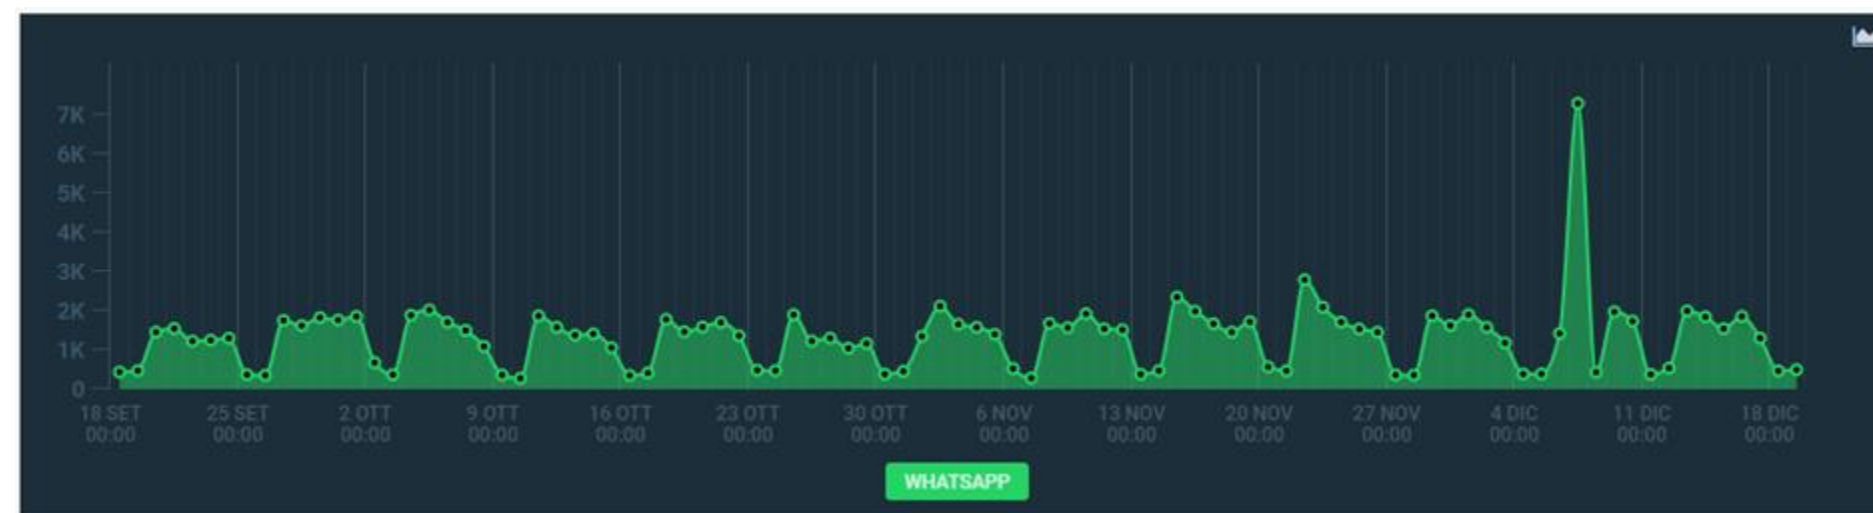 7K
6K
5K
4K
3K
2K
1K
0
18 SET 25 SET 2 OTT 9 OTT 16 OTT 23 OTT 30 OTT 6 NOV 13 NOV 20 NOV 27 NOV 4 DIC 11 DIC 18 DIC
00:00 00:00 00:00 00:00 00:00 00:00 00:00 00:00 00:00 00:00 00:00 00:00 00:00 00:00
WHATSAPP